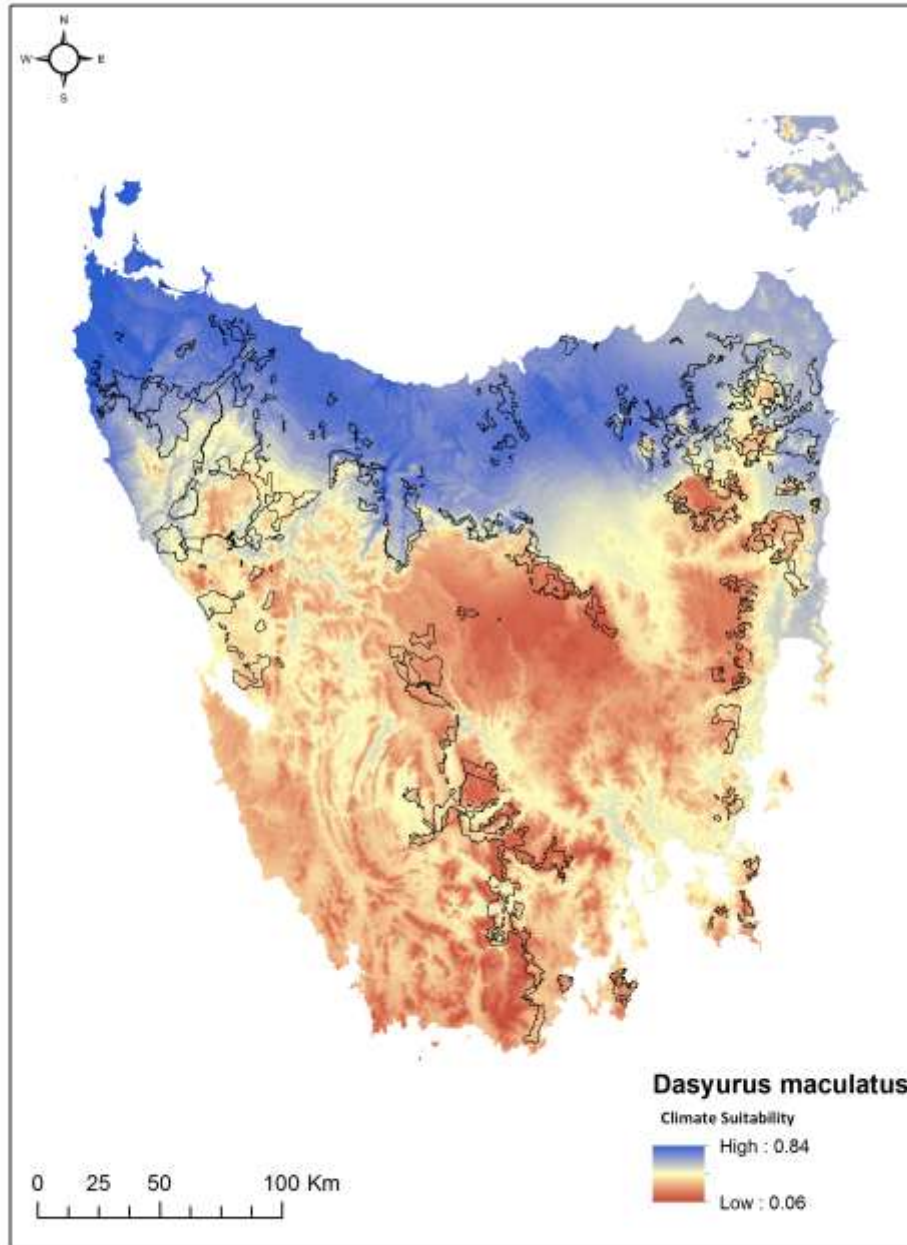 N
W E
S
Dasyurus maculatus
Climate Suitability
High : 0.84
Low : 0.06
0 25 50 100 Km